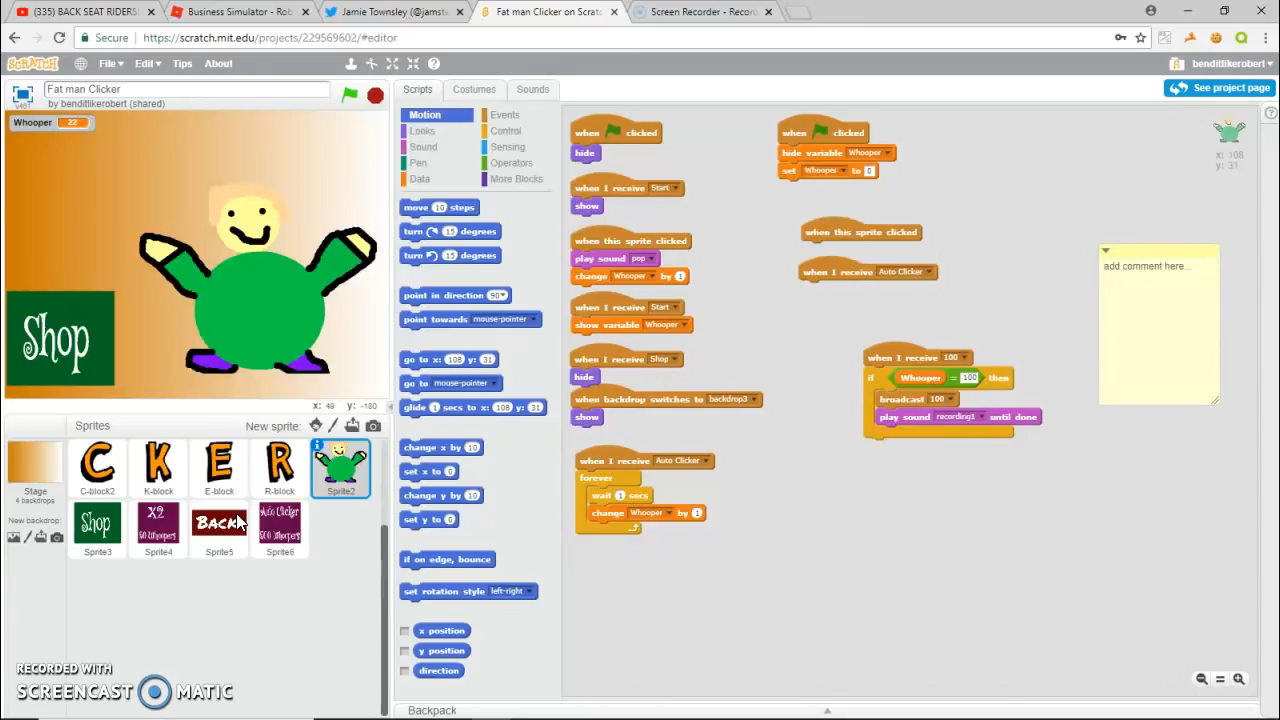 (335) BACK SEAT RIDERS
Business Simulator - Rob
Jamie Townsley (@jamste
Fat man Clicker on Scratc
Screen Recorder - Record
Secure
https://scratch.mit.edu/projects/229569602/#editor
SCRATCH
File
Edit
Tips
About
benditlikerobert
v461
Fat man Clicker
by benditlikerobert (shared)
Scripts
Costumes
Sounds
See project page
Whooper 22
Shop
x: 49 y: -180
Motion
Looks
Sound
Pen
Data
Events
Control
Sensing
Operators
More Blocks
move 10 steps
turn 15 degrees
turn 15 degrees
point in direction 90
point towards mouse-pointer
go to x: 108 y: 31
go to mouse-pointer
glide 1 secs to x: 108 y: 31
change x by 10
set x to 0
change y by 10
set y to 0
if on edge, bounce
set rotation style left-right
x position
y position
direction
when clicked
hide
when I receive Start
show
when this sprite clicked
play sound pop
change Whooper by 1
when I receive Start
show variable Whooper
when I receive Shop
hide
when backdrop switches to backdrop3
show
when I receive Auto Clicker
forever
wait 1 secs
change Whooper by 1
when clicked
hide variable Whooper
set Whooper to 0
when this sprite clicked
when I receive Auto Clicker
when I receive 100
if Whooper = 100 then
broadcast 100
play sound recording1 until done
x: 108
y: 31
add comment here...
Sprites
New sprite:
Stage
4 backdrops
New backdrop:
C
K
E
R
C-block2
K-block
E-block
R-block
Sprite2
Shop
X2
50 Whoopers
BACK
Auto Clicker
500 Whoopers
Sprite3
Sprite4
Sprite5
Sprite6
RECORDED WITH
SCREENCAST MATIC
Backpack